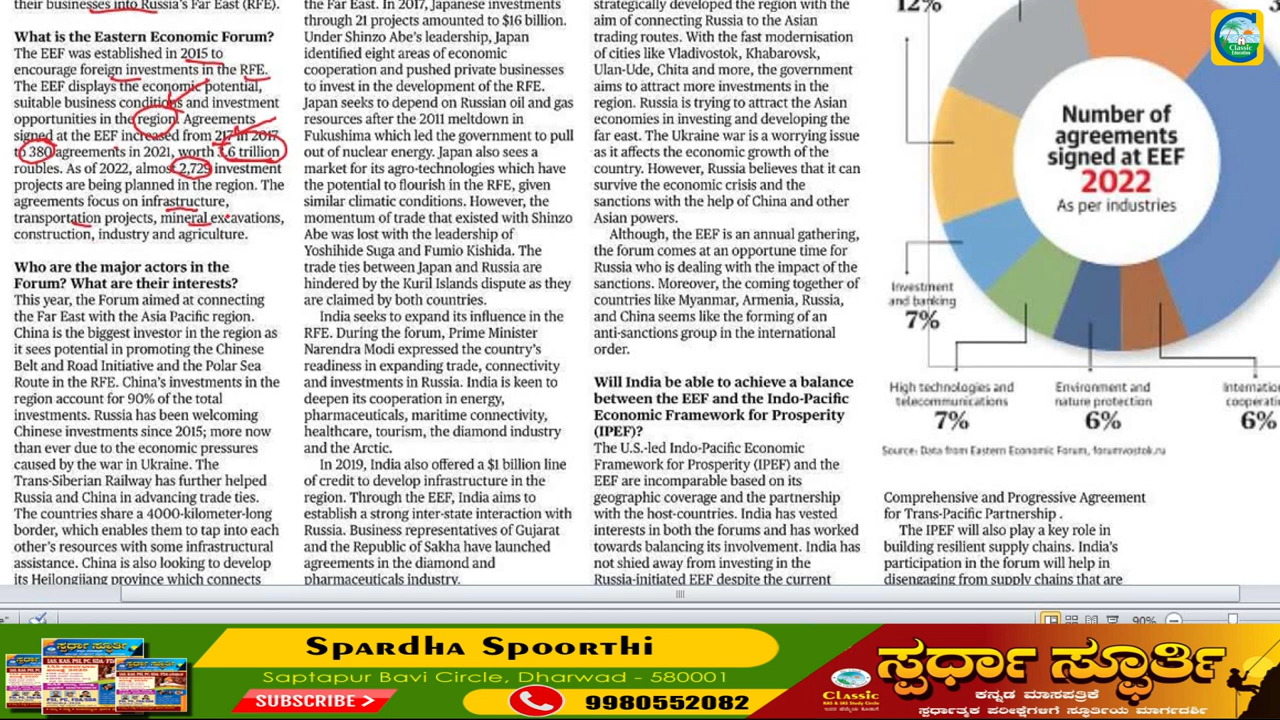 their businesses into Russia's Far East (RFE).
What is the Eastern Economic Forum?
The EEF was established in 2015 to
encourage foreign investments in the RFE.
The EEF displays the economic potential,
suitable business conditions and investment
opportunities in the region. Agreements
signed at the EEF increased from 217 in 2017
to 380 agreements in 2021, worth 3.6 trillion
roubles. As of 2022, almost 2,729 investment
projects are being planned in the region. The
agreements focus on infrastructure,
transportation projects, mineral excavations,
construction, industry and agriculture.
Who are the major actors in the
Forum? What are their interests?
This year, the Forum aimed at connecting
the Far East with the Asia Pacific region.
China is the biggest investor in the region as
it sees potential in promoting the Chinese
Belt and Road Initiative and the Polar Sea
Route in the RFE. China's investments in the
region account for 90% of the total
investments. Russia has been welcoming
Chinese investments since 2015; more now
than ever due to the economic pressures
caused by the war in Ukraine. The
Trans-Siberian Railway has further helped
Russia and China in advancing trade ties.
The countries share a 4000-kilometer-long
border, which enables them to tap into each
other's resources with some infrastructural
assistance. China is also looking to develop
its Heilongjiang province which connects
the Far East. In 2017, Japanese investments
through 21 projects amounted to $16 billion.
Under Shinzo Abe's leadership, Japan
identified eight areas of economic
cooperation and pushed private businesses
to invest in the development of the RFE.
Japan seeks to depend on Russian oil and gas
resources after the 2011 meltdown in
Fukushima which led the government to pull
out of nuclear energy. Japan also sees a
market for its agro-technologies which have
the potential to flourish in the RFE, given
similar climatic conditions. However, the
momentum of trade that existed with Shinzo
Abe was lost with the leadership of
Yoshihide Suga and Fumio Kishida. The
trade ties between Japan and Russia are
hindered by the Kuril Islands dispute as they
are claimed by both countries.
India seeks to expand its influence in the
RFE. During the forum, Prime Minister
Narendra Modi expressed the country's
readiness in expanding trade, connectivity
and investments in Russia. India is keen to
deepen its cooperation in energy,
pharmaceuticals, maritime connectivity,
healthcare, tourism, the diamond industry
and the Arctic.
In 2019, India also offered a $1 billion line
of credit to develop infrastructure in the
region. Through the EEF, India aims to
establish a strong inter-state interaction with
Russia. Business representatives of Gujarat
and the Republic of Sakha have launched
agreements in the diamond and
pharmaceuticals industry.
strategically developed the region with the
aim of connecting Russia to the Asian
trading routes. With the fast modernisation
of cities like Vladivostok, Khabarovsk,
Ulan-Ude, Chita and more, the government
aims to attract more investments in the
region. Russia is trying to attract the Asian
economies in investing and developing the
far east. The Ukraine war is a worrying issue
as it affects the economic growth of the
country. However, Russia believes that it can
survive the economic crisis and the
sanctions with the help of China and other
Asian powers.
Although, the EEF is an annual gathering,
the forum comes at an opportune time for
Russia who is dealing with the impact of the
sanctions. Moreover, the coming together of
countries like Myanmar, Armenia, Russia,
and China seems like the forming of an
anti-sanctions group in the international
order.
Will India be able to achieve a balance
between the EEF and the Indo-Pacific
Economic Framework for Prosperity
(IPEF)?
The U.S.-led Indo-Pacific Economic
Framework for Prosperity (IPEF) and the
EEF are incomparable based on its
geographic coverage and the partnership
with the host-countries. India has vested
interests in both the forums and has worked
towards balancing its involvement. India has
not shied away from investing in the
Russia-initiated EEF despite the current
12%
Number of
agreements
signed at EEF
2022
As per industries
Investment
and banking
7%
High technologies and
telecommunications
7%
Environment and
nature protection
6%
Internatio
cooperati
6%
Source: Data from Eastern Economic Forum, forumvostok.ru
Comprehensive and Progressive Agreement
for Trans-Pacific Partnership .
The IPEF will also play a key role in
building resilient supply chains. India's
participation in the forum will help in
disengaging from supply chains that are
90%
Classic
Education
Spardha Spoorthi
Saptapur Bavi Circle, Dharwad - 580001
SUBSCRIBE
9980552082
ಸ್ಪರ್ಧಾ ಸ್ಫೂರ್ತಿ
ಕನ್ನಡ ಮಾಸಪತ್ರಿಕೆ
ಸ್ಪರ್ಧಾತ್ಮಕ ಪರೀಕ್ಷೆಗಳಿಗೆ ಸ್ಫೂರ್ತಿಯ ಮಾರ್ಗದರ್ಶಿ
Classic
KAS & IAS Study Circle